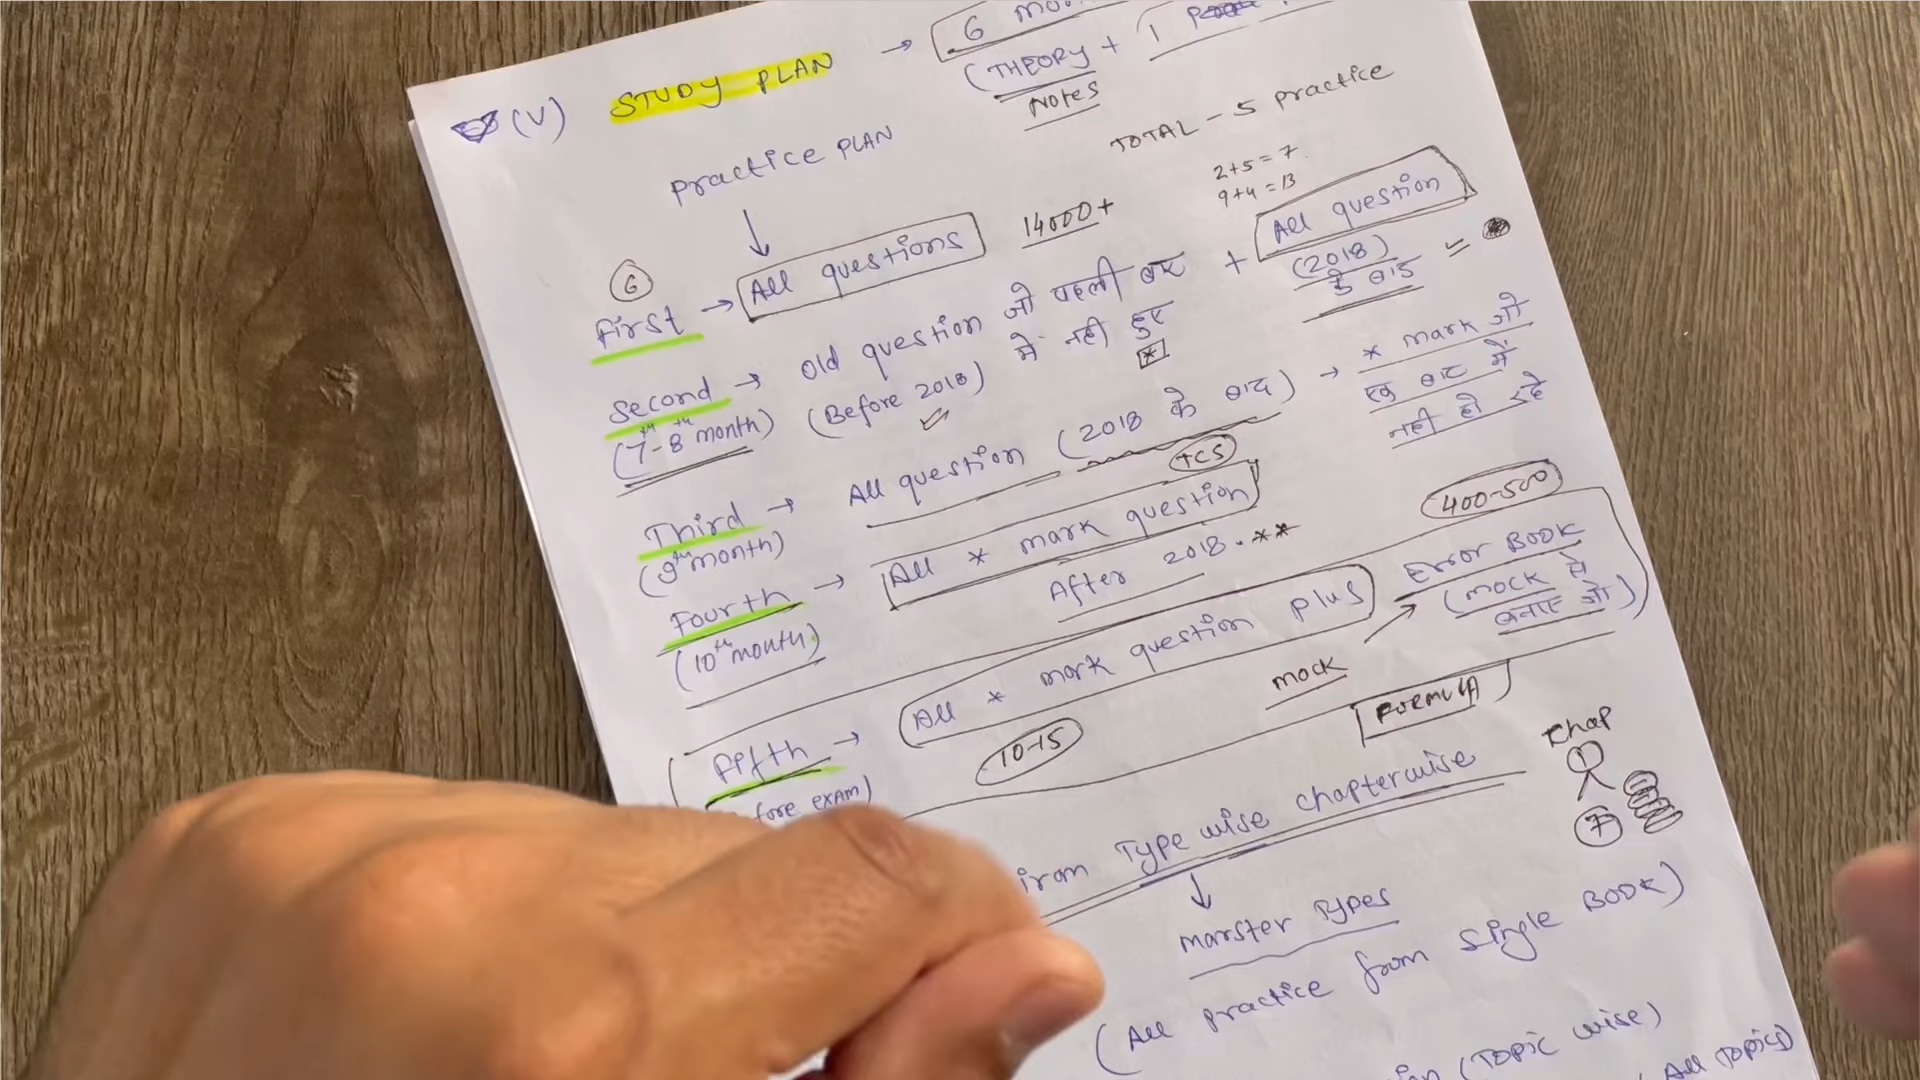 (V) STUDY PLAN → 6
(THEORY + 1
Notes
practice PLAN
TOTAL - 5 practice
2+5=7
9+4=13
↓
6
First → All questions 14000+
Second → Old question जो पहली बार + All question
(2018)
के बाद
(7th-8th month) (Before 2018) में नही हुए
*
Third → All question (2018 के बाद) → * mark जो
एक बार में
नही हो रहे
(9th month)
TCS
Fourth → All * mark question
After 2018. **
(10th month)
400-500
Error BOOK
(mock से
बनाए जो)
Fifth → All * mark question plus
mock
10-15
Formula
fore exam)
Chap
7
Type wise chapterwise
↓
marster Types
(All practice from single BOOK)
(Topic wise)
All Topics)